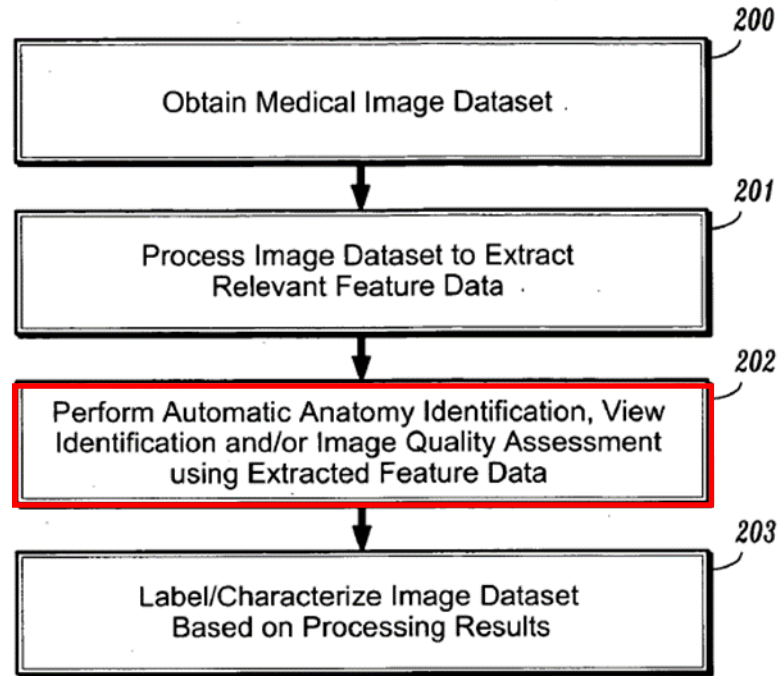 200
Obtain Medical Image Dataset
201
Process Image Dataset to Extract
Relevant Feature Data
202
Perform Automatic Anatomy Identification, View
Identification and/or Image Quality Assessment
using Extracted Feature Data
203
Label/Characterize Image Dataset
Based on Processing Results